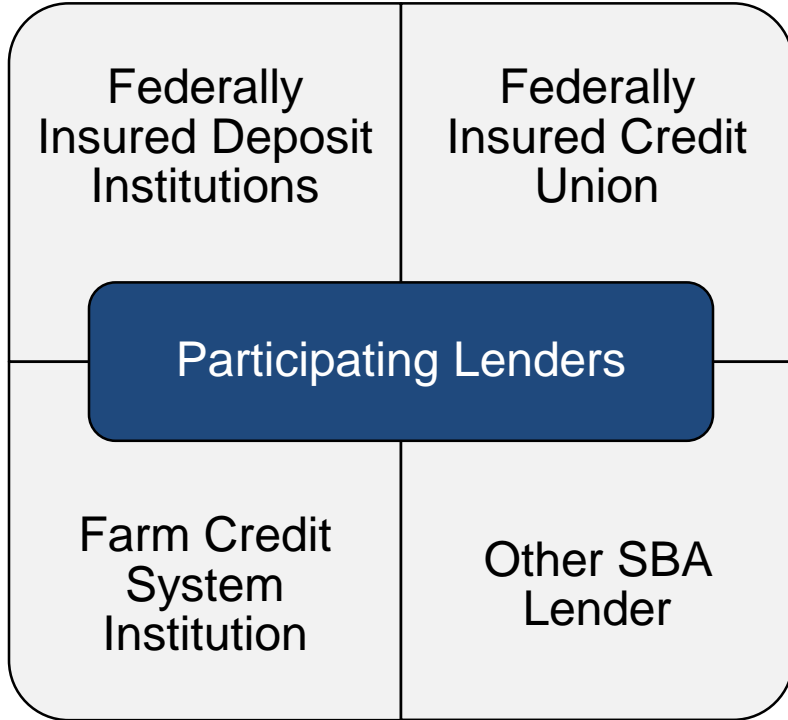 Federally
Insured Deposit
Institutions
Federally
Insured Credit
Union
Participating Lenders
Farm Credit
System
Institution
Other SBA
Lender